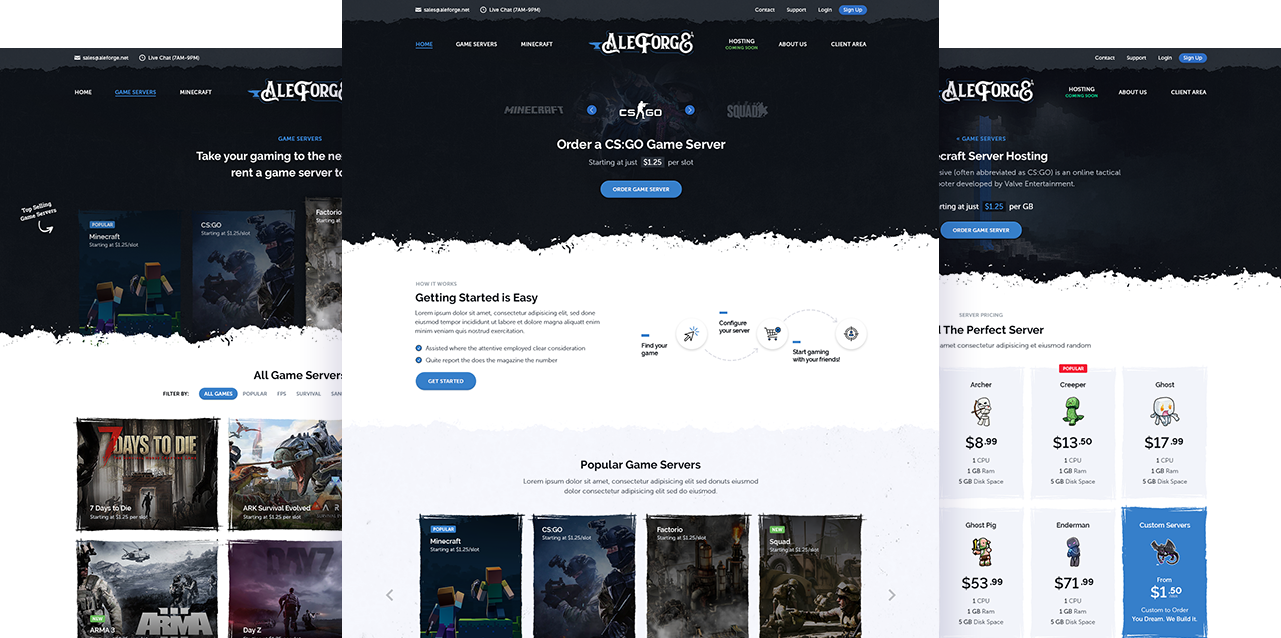 sales@aleforge.net
Live Chat (7AM-9PM)
HOME
GAME SERVERS
MINECRAFT
ALEFORG
GAME SERVERS
Take your gaming to the ne
rent a game server to
Top Selling
Game Servers
POPULAR
Minecraft
Starting at $1.25/slot
CS:GO
Starting at $1.25/slot
Factorio
Starting at
All Game Server
FILTER BY:
ALL GAMES
POPULAR
FPS
SURVIVAL
SAN
7 DAYS TO DIE
7 Days to Die
Starting at $1.25 per slot
ARK Survival Evolved
Starting at $1.25 per slot
NEW
ARMA 3
ARMA
DAYZ
Day Z
sales@aleforge.net
Live Chat (7AM-9PM)
Contact
Support
Login
Sign Up
HOME
GAME SERVERS
MINECRAFT
ALEFORGE
HOSTING
COMING SOON
ABOUT US
CLIENT AREA
MINECRAFT
CS GO
SQUAD
Order a CS:GO Game Server
Starting at just $1.25 per slot
ORDER GAME SERVER
HOW IT WORKS
Getting Started is Easy
Lorem ipsum dolor sit amet, consectetur adipisicing elit, sed done
eiusmod tempor incididunt ut labore et dolore magna aliquatt enim
minim veniam quis nostrud exercitation.
Assisted where the attentive employed clear consideration
Quite report the does the magazine the number
GET STARTED
Find your
game
Configure
your server
Start gaming
with your friends!
Popular Game Servers
Lorem ipsum dolor sit amet, consectetur adipisicing elit sed donuts eiusmod
dolor consectetur adipisicing elit sed do eiusmod.
POPULAR
Minecraft
Starting at $1.25/slot
CS:GO
Starting at $1.25/slot
Factorio
Starting at $1.25/slot
NEW
Squad
Starting at $1.25/slot
Contact
Support
Login
Sign Up
ALEFORGE
HOSTING
COMING SOON
ABOUT US
CLIENT AREA
« GAME SERVERS
craft Server Hosting
sive (often abbreviated as CS:GO) is an online tactical
ooter developed by Valve Entertainment.
rting at just $1.25 per GB
ORDER GAME SERVER
SERVER PRICING
d The Perfect Server
amet consectetur adipisicing et eiusmod random
Archer
$8.99
1 CPU
1 GB Ram
5 GB Disk Space
POPULAR
Creeper
$13.50
1 CPU
1 GB Ram
5 GB Disk Space
Ghost
$17.99
1 CPU
1 GB Ram
5 GB Disk Space
Ghost Pig
$53.99
1 CPU
1 GB Ram
5 GB Disk Space
Enderman
$71.99
1 CPU
1 GB Ram
5 GB Disk Space
Custom Servers
From
$1.50
Custom to Order
You Dream. We Build it.